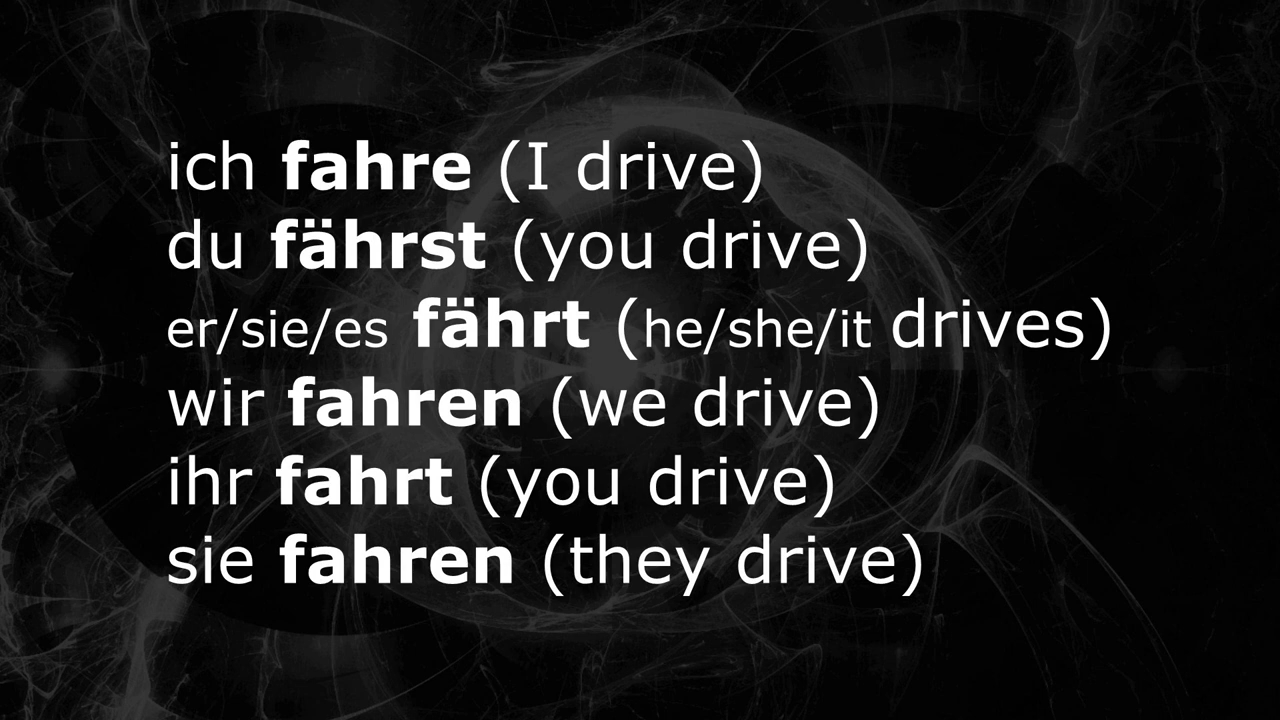 ich fahre (I drive)
du fährst (you drive)
er/sie/es fährt (he/she/it drives)
wir fahren (we drive)
ihr fahrt (you drive)
sie fahren (they drive)